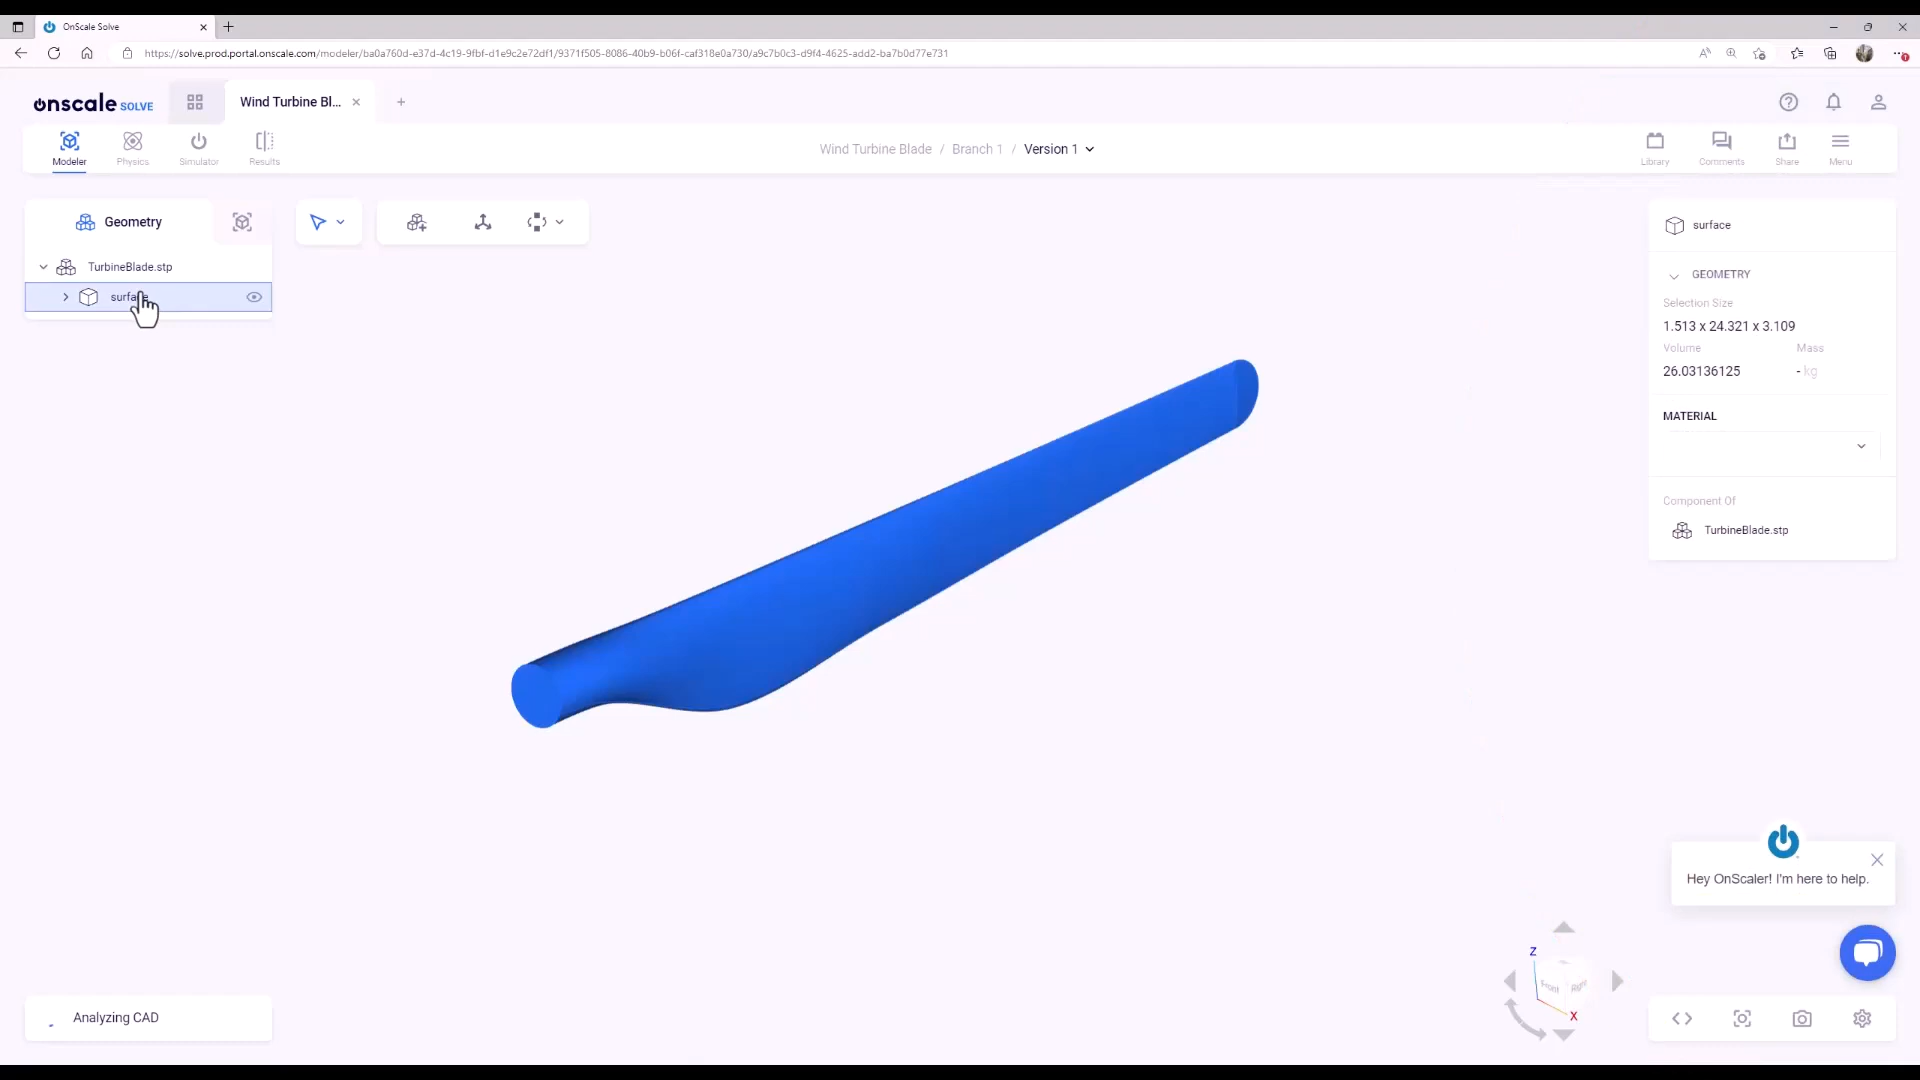 OnScale Solve
https://solve.prod.portal.onscale.com/modeler/ba0a760d-e37d-4c19-9fbf-d1e9c2e72df1/9371f505-8086-40b9-b06f-caf318e0a730/a9c7b0c3-d9f4-4625-add2-ba7b0d77e731
onscale SOLVE
Wind Turbine Bl...
Modeler
Physics
Simulator
Results
Wind Turbine Blade / Branch 1 / Version 1
Library
Comments
Share
Menu
Geometry
TurbineBlade.stp
surface
surface
GEOMETRY
Selection Size
1.513 x 24.321 x 3.109
Volume
Mass
26.03136125
- kg
MATERIAL
Component Of
TurbineBlade.stp
Hey OnScaler! I'm here to help.
Z
Front
Right
X
Analyzing CAD